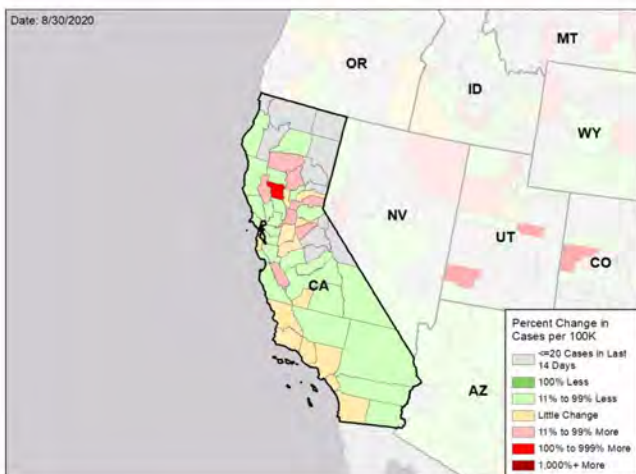 Date: 8/30/2020
MT
OR
ID
WY
NV
UT
CO
CA
AZ
Percent Change in
Cases per 100K
<=20 Cases in Last
14 Days
100% Less
11% to 99% Less
Little Change
11% to 99% More
100% to 999% More
1,000%+ More